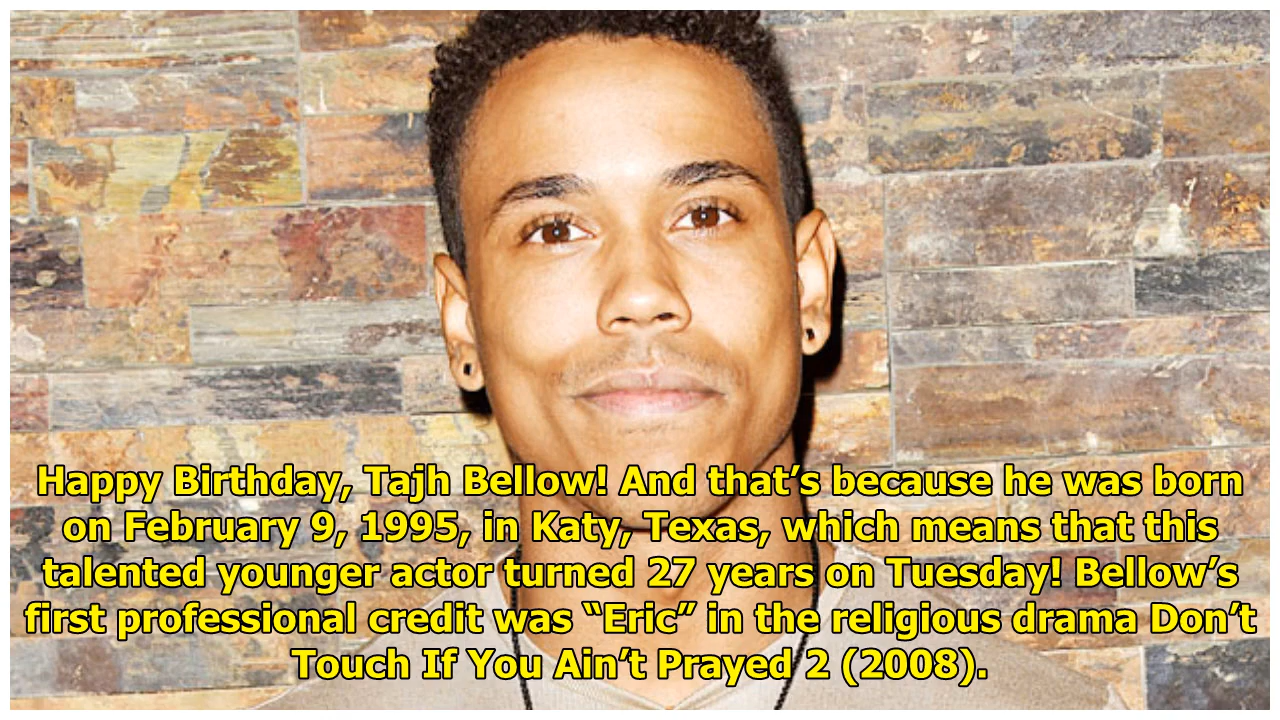 Happy Birthday, Tajh Bellow! And that’s because he was born
on February 9, 1995, in Katy, Texas, which means that this
talented younger actor turned 27 years on Tuesday! Bellow’s
first professional credit was “Eric” in the religious drama Don’t
Touch If You Ain’t Prayed 2 (2008).